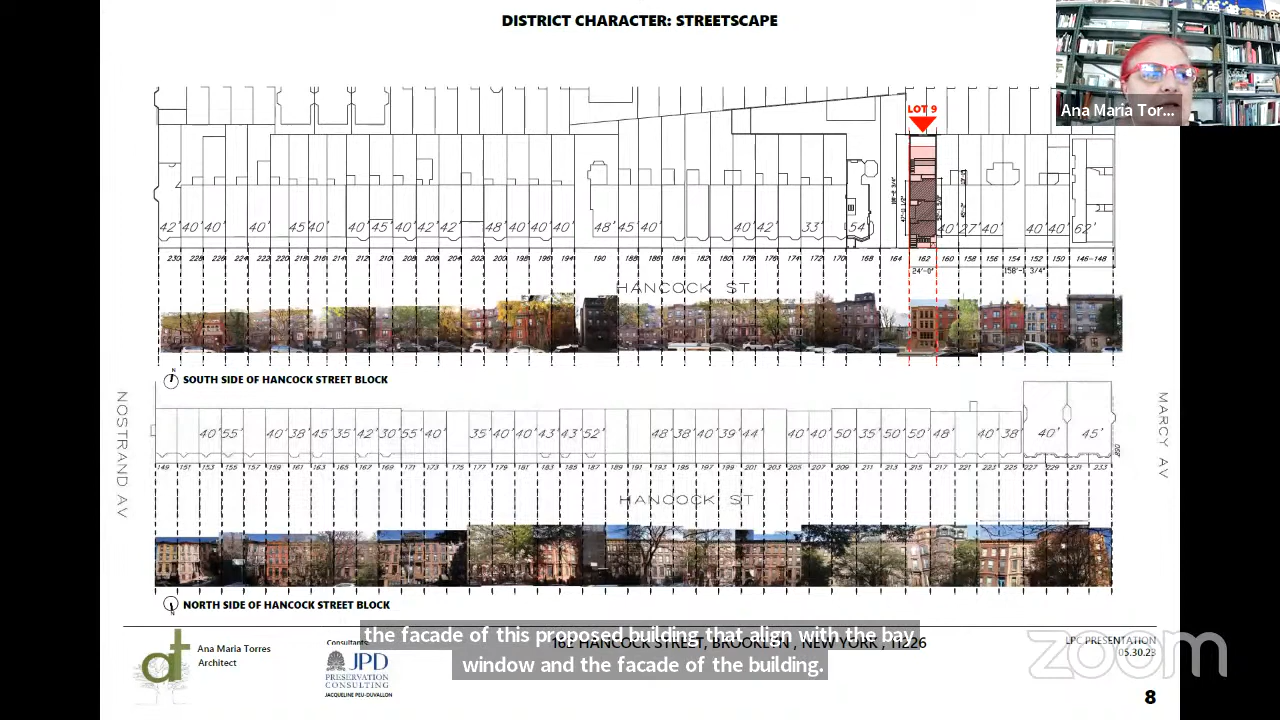 DISTRICT CHARACTER: STREETSCAPE
Ana Maria Tor...
LOT 9
42' 40' 40' 40' 45' 40' 40' 45' 40' 42' 42' 48' 40' 40' 40' 48' 45' 40' 40' 42' 33' 54' 40' 27' 40' 40' 40' 62'
230 228 226 224 222 220 218 216 214 212 210 208 206 204 202 200 198 196 194 190 188 186 184 182 180 178 176 174 172 170 168 164 162 160 158 156 154 152 150 146-148
24'-0" 158'-1 3/4"
HANCOCK ST
N
SOUTH SIDE OF HANCOCK STREET BLOCK
NOSTRAND AV
MARCY AV
40' 55' 40' 38' 45' 35' 42' 30' 55' 40' 35' 40' 40' 43' 43' 52' 48' 38' 40' 39' 44' 40' 40' 50' 35' 50' 50' 48' 40' 38' 40' 45'
149 151 153 155 157 159 161 163 165 167 169 171 173 175 177 179 181 183 185 187 189 191 193 195 197 199 201 203 205 207 209 211 213 215 217 221 223 225 227 229 231 233
HANCOCK ST
N
NORTH SIDE OF HANCOCK STREET BLOCK
the facade of this proposed building that align with the bay
window and the facade of the building.
162 HANCOCK STREET, BROOKLYN, NEW YORK, 11226
dt
Ana Maria Torres
Architect
Consultants:
JPD
PRESERVATION
CONSULTING
JACQUELINE PEU-DUVALLON
LPC PRESENTATION
05.30.23
zoom
8